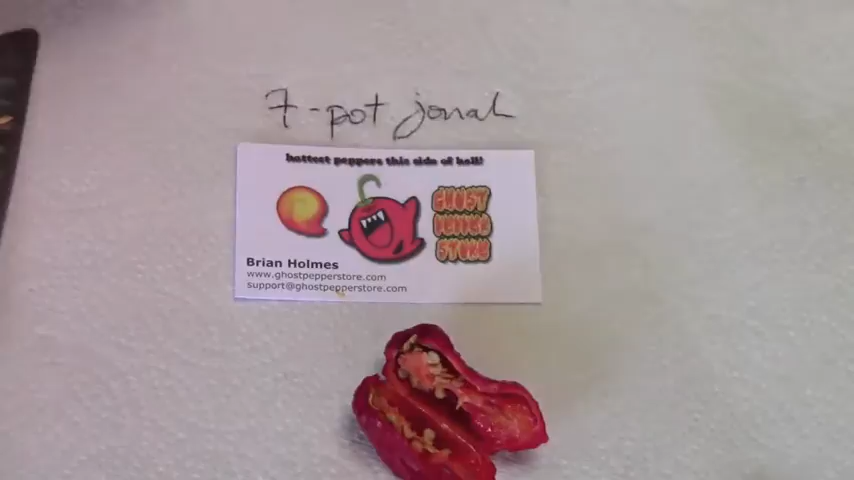 7-pot jonah
hottest peppers this side of hell!
GHOST
PEPPER
STORE
Brian Holmes
www.ghostpepperstore.com
support@ghostpepperstore.com